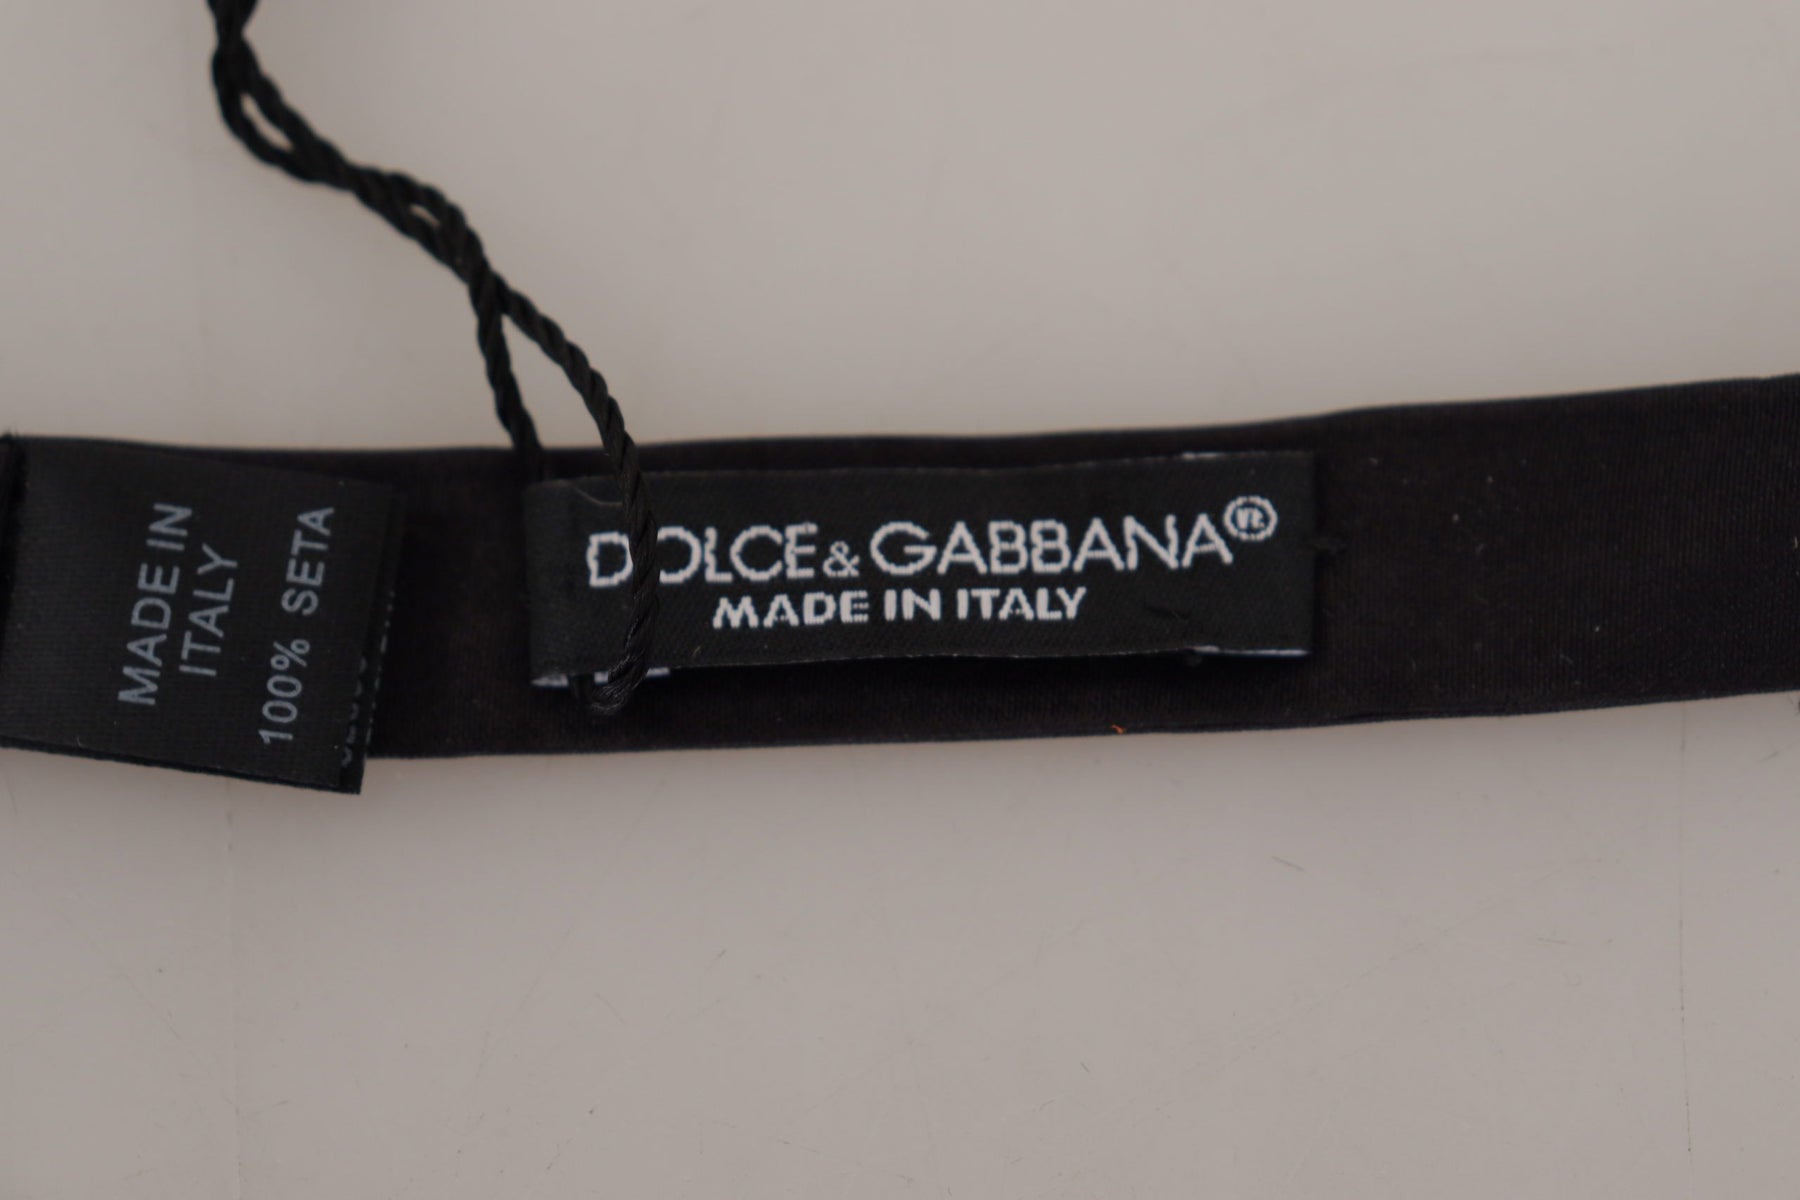 MADE IN
ITALY
100% SETA
DOLCE & GABBANA®
MADE IN ITALY